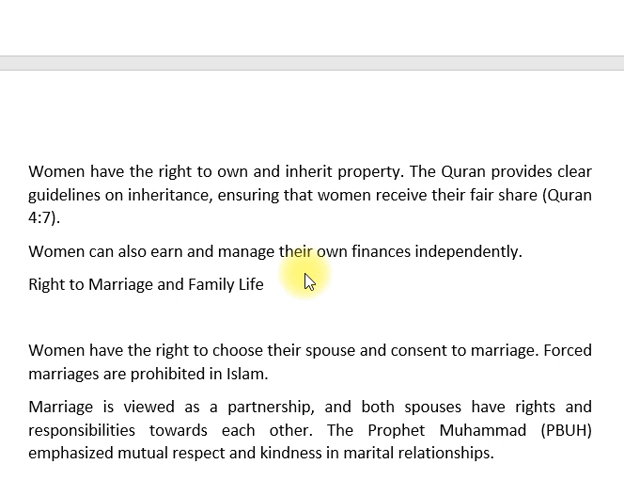 Women have the right to own and inherit property. The Quran provides clear
guidelines on inheritance, ensuring that women receive their fair share (Quran
4:7).
Women can also earn and manage their own finances independently.
Right to Marriage and Family Life
Women have the right to choose their spouse and consent to marriage. Forced
marriages are prohibited in Islam.
Marriage is viewed as a partnership, and both spouses have rights and
responsibilities towards each other. The Prophet Muhammad (PBUH)
emphasized mutual respect and kindness in marital relationships.